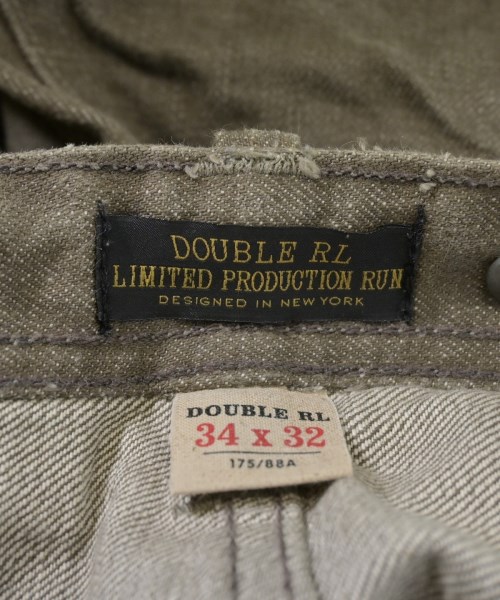 DOUBLE RL
LIMITED PRODUCTION RUN
DESIGNED IN NEW YORK
DOUBLE RL
34 x 32
175/88A